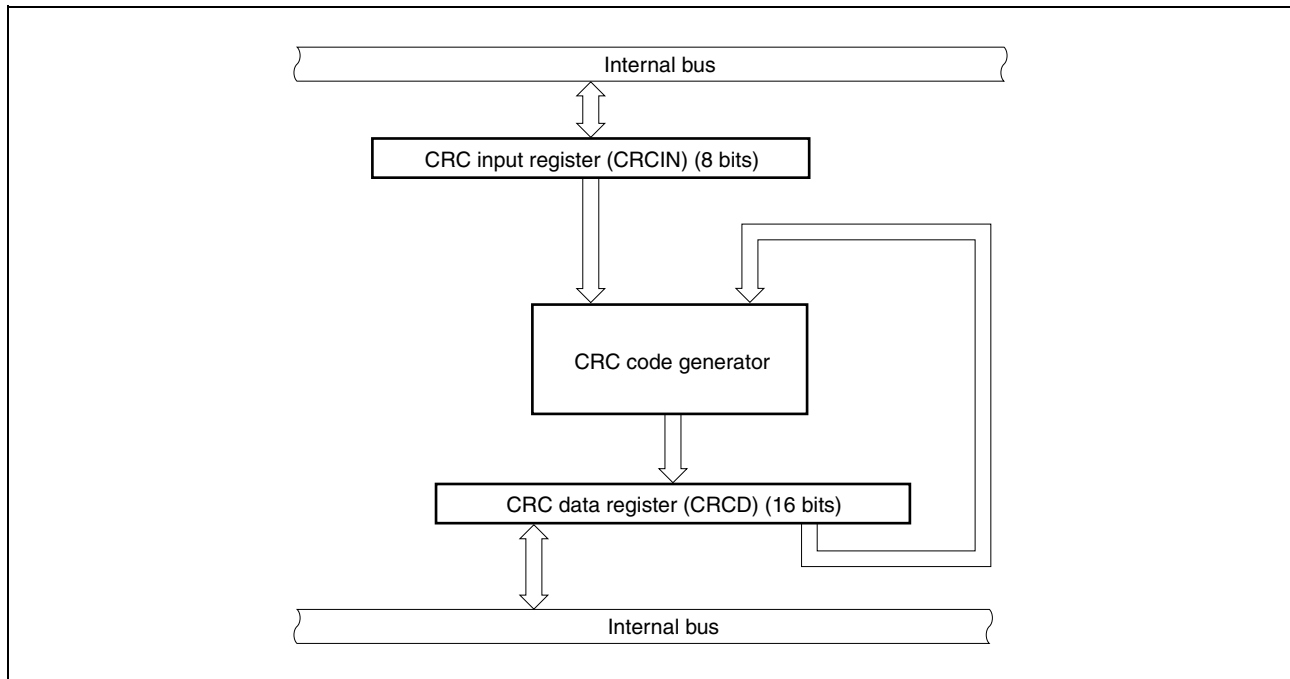 Internal bus
CRC input register (CRCIN) (8 bits)
CRC code generator
CRC data register (CRCD) (16 bits)
Internal bus